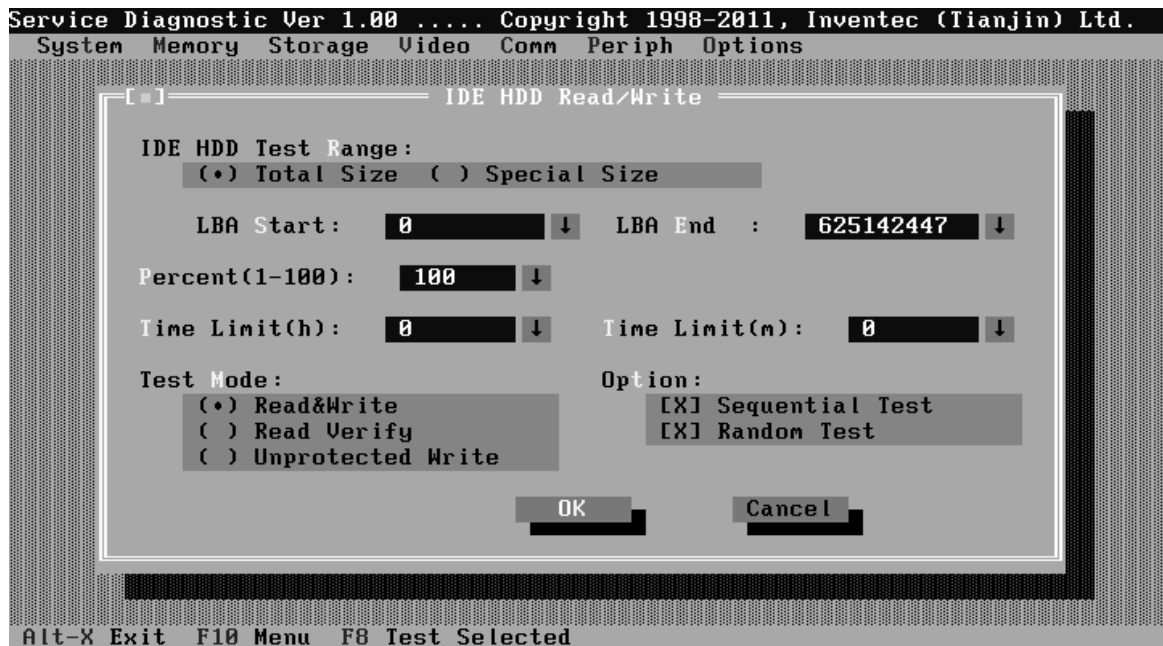 Service Diagnostic Ver 1.00 ..... Copyright 1998-2011, Inventec (Tianjin) Ltd.
System Memory Storage Video Comm Periph Options
[■] IDE HDD Read/Write
IDE HDD Test Range:
(•) Total Size ( ) Special Size
LBA Start: 0 ↓ LBA End : 625142447 ↓
Percent(1-100): 100 ↓
Time Limit(h): 0 ↓ Time Limit(m): 0 ↓
Test Mode: Option:
(•) Read&Write [X] Sequential Test
( ) Read Verify [X] Random Test
( ) Unprotected Write
OK Cancel
Alt-X Exit F10 Menu F8 Test Selected